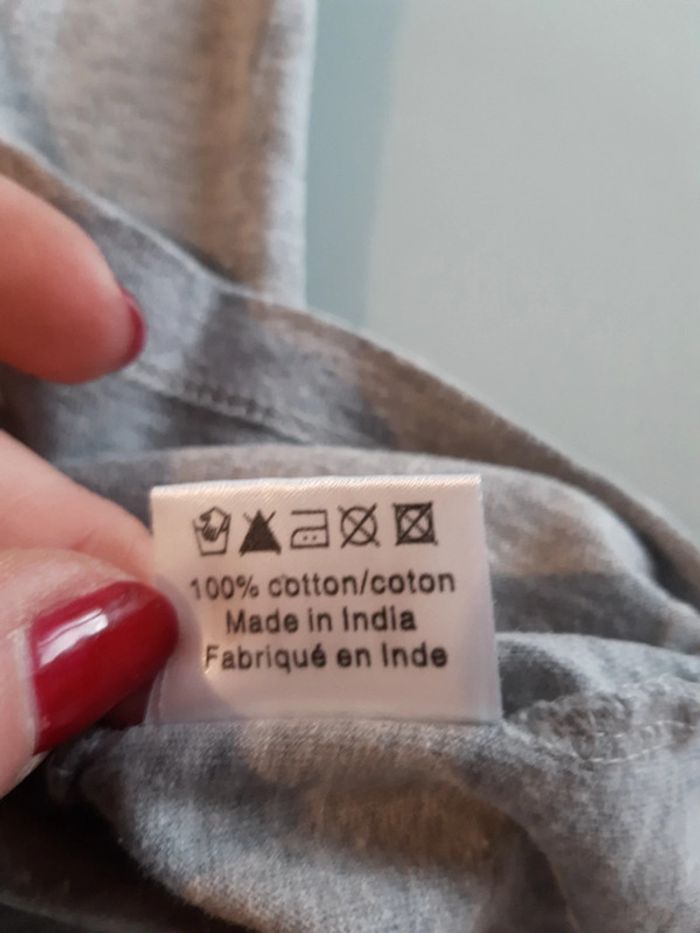 100% cotton/coton
Made in India
Fabriqué en Inde